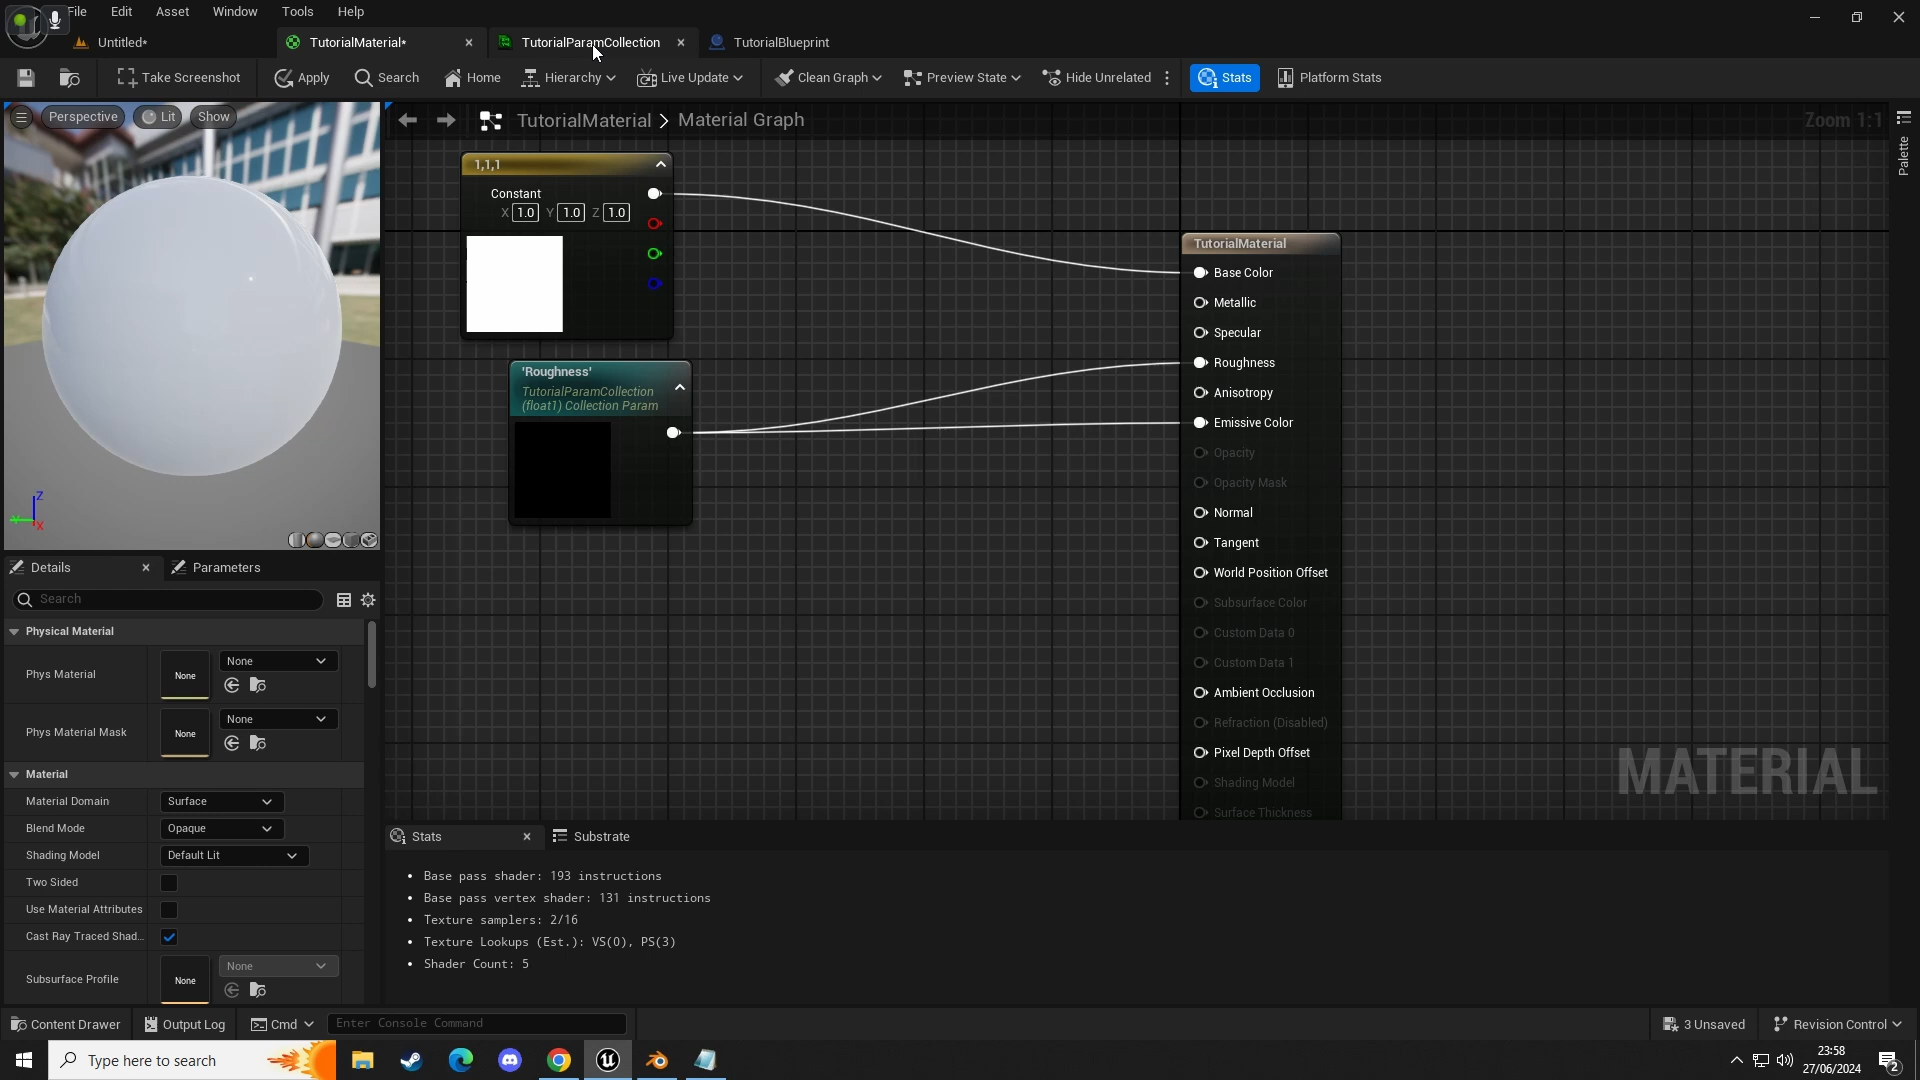 File Edit Asset Window Tools Help
Untitled* TutorialMaterial* TutorialParamCollection TutorialBlueprint
Take Screenshot Apply Search Home Hierarchy Live Update Clean Graph Preview State Hide Unrelated Stats Platform Stats
Perspective Lit Show
TutorialMaterial > Material Graph
Zoom 1:1
Palette
1,1,1
Constant
X 1.0 Y 1.0 Z 1.0
'Roughness'
TutorialParamCollection
(float1) Collection Param
TutorialMaterial
Base Color
Metallic
Specular
Roughness
Anisotropy
Emissive Color
Opacity
Opacity Mask
Normal
Tangent
World Position Offset
Subsurface Color
Custom Data 0
Custom Data 1
Ambient Occlusion
Refraction (Disabled)
Pixel Depth Offset
Shading Model
Surface Thickness
MATERIAL
Z
Y
X
Details Parameters
Search
Physical Material
Phys Material None None
Phys Material Mask None None
Material
Material Domain Surface
Blend Mode Opaque
Shading Model Default Lit
Two Sided
Use Material Attributes
Cast Ray Traced Shad...
Subsurface Profile None None
Stats Substrate
Base pass shader: 193 instructions
Base pass vertex shader: 131 instructions
Texture samplers: 2/16
Texture Lookups (Est.): VS(0), PS(3)
Shader Count: 5
Content Drawer Output Log Cmd Enter Console Command 3 Unsaved Revision Control
Type here to search
23:58
27/06/2024
2